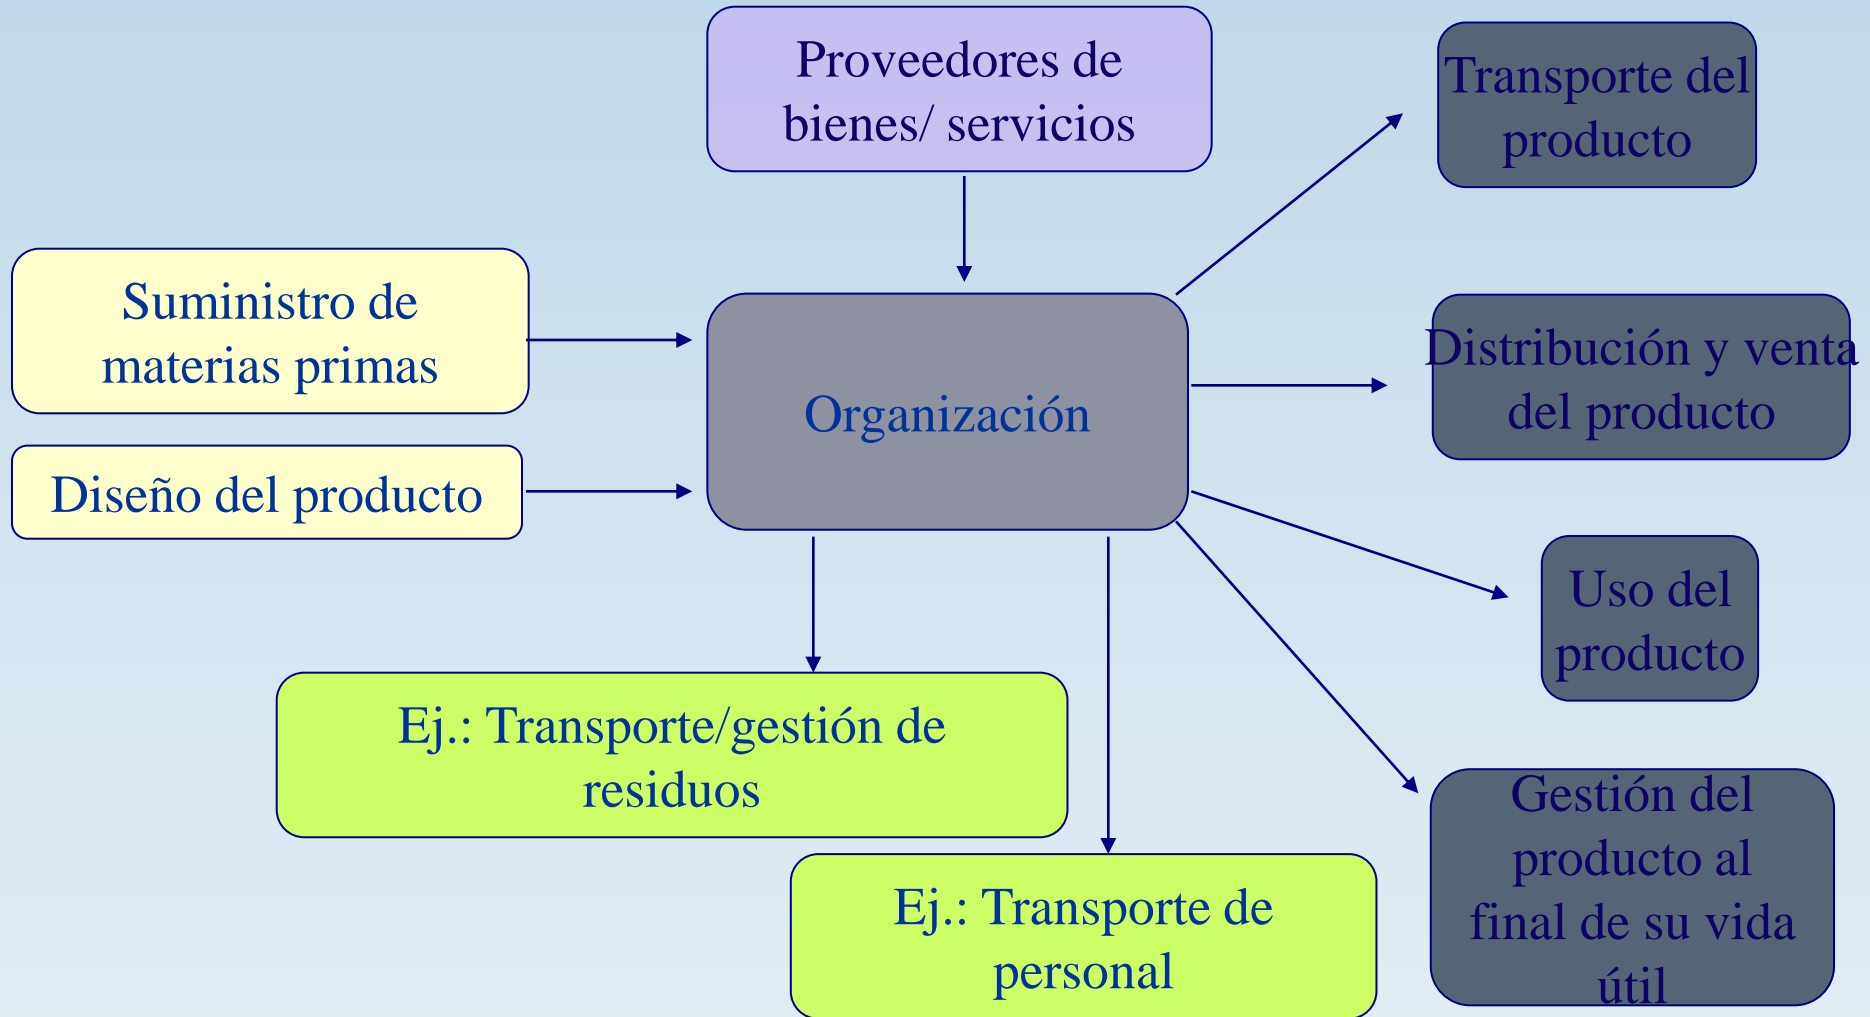 Proveedores de
bienes/ servicios
Transporte del
producto
Suministro de
materias primas
Distribución y venta
del producto
Organización
Diseño del producto
Uso del
producto
Ej.: Transporte/gestión de
residuos
Gestión del
producto al
final de su vida
útil
Ej.: Transporte de
personal